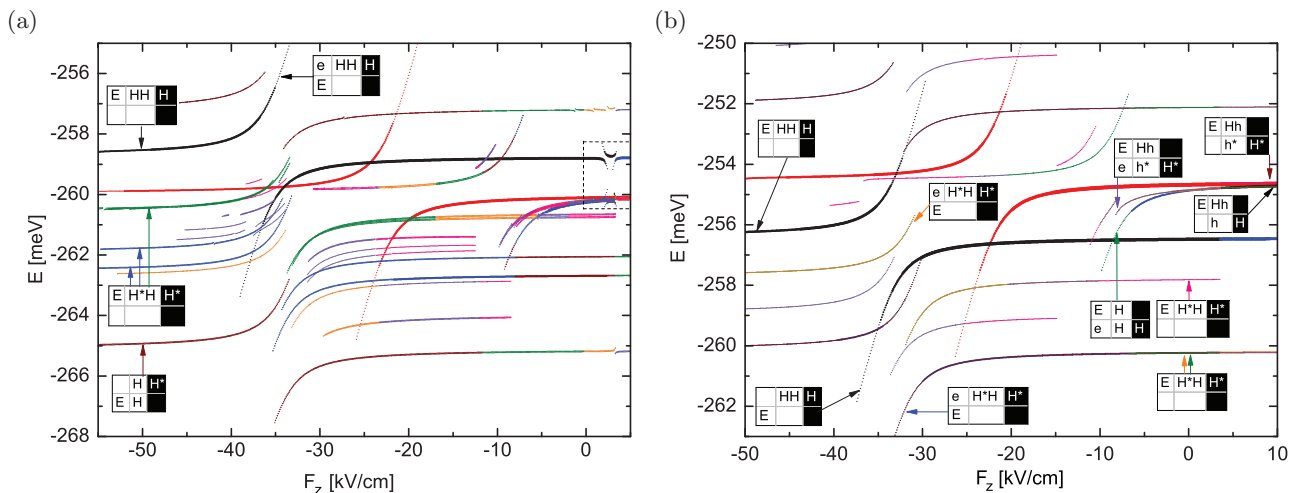 (a)
(b)
-256
-258
-260
-262
-264
-266
-268
E [meV]
-50 -40 -30 -20 -10 0
F_z [kV/cm]
E HH H
e HH H
E
E H*H H*
H H*
E H
-250
-252
-254
-256
-258
-260
-262
E [meV]
-50 -40 -30 -20 -10 0 10
F_z [kV/cm]
E HH H
e H*H H*
E
E Hh
e h* H*
E Hh
h* H*
E Hh
h H
E H
e H H
E H*H H*
E H*H H*
HH H
E
e H*H H*
E